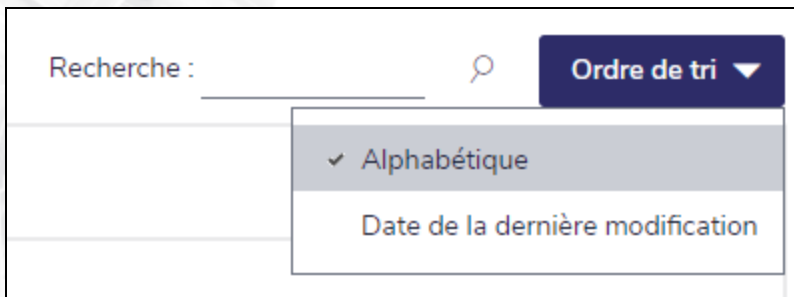 Recherche : Ordre de tri
Alphabétique
Date de la dernière modification